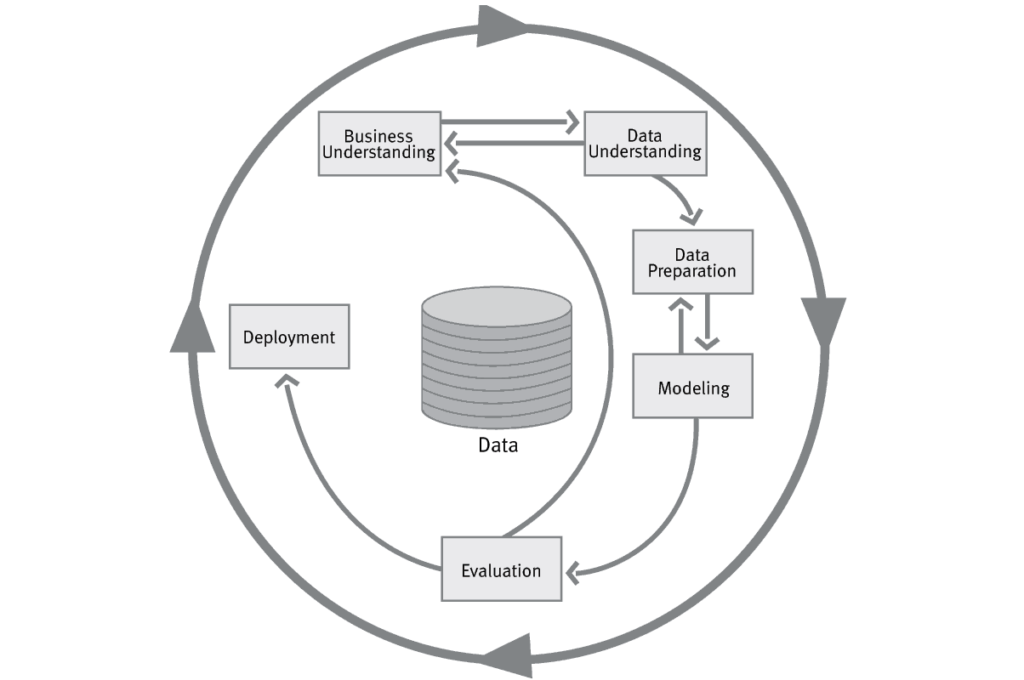 Business
Understanding
Data
Understanding
Data
Preparation
Deployment
Modeling
Data
Evaluation